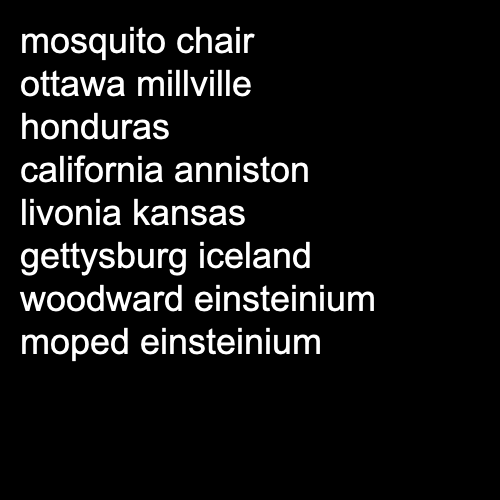 mosquito chair
ottawa millville
honduras
california anniston
livonia kansas
gettysburg iceland
woodward einsteinium
moped einsteinium